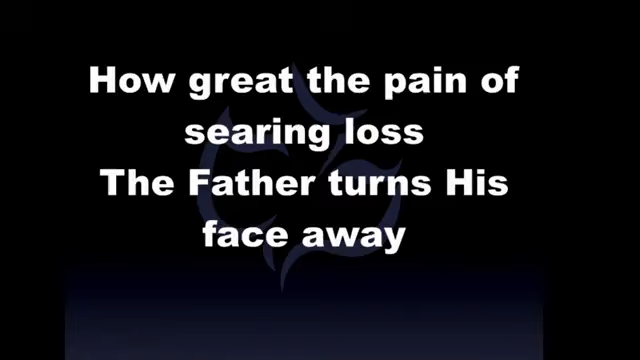 How great the pain of
searing loss
The Father turns His
face away